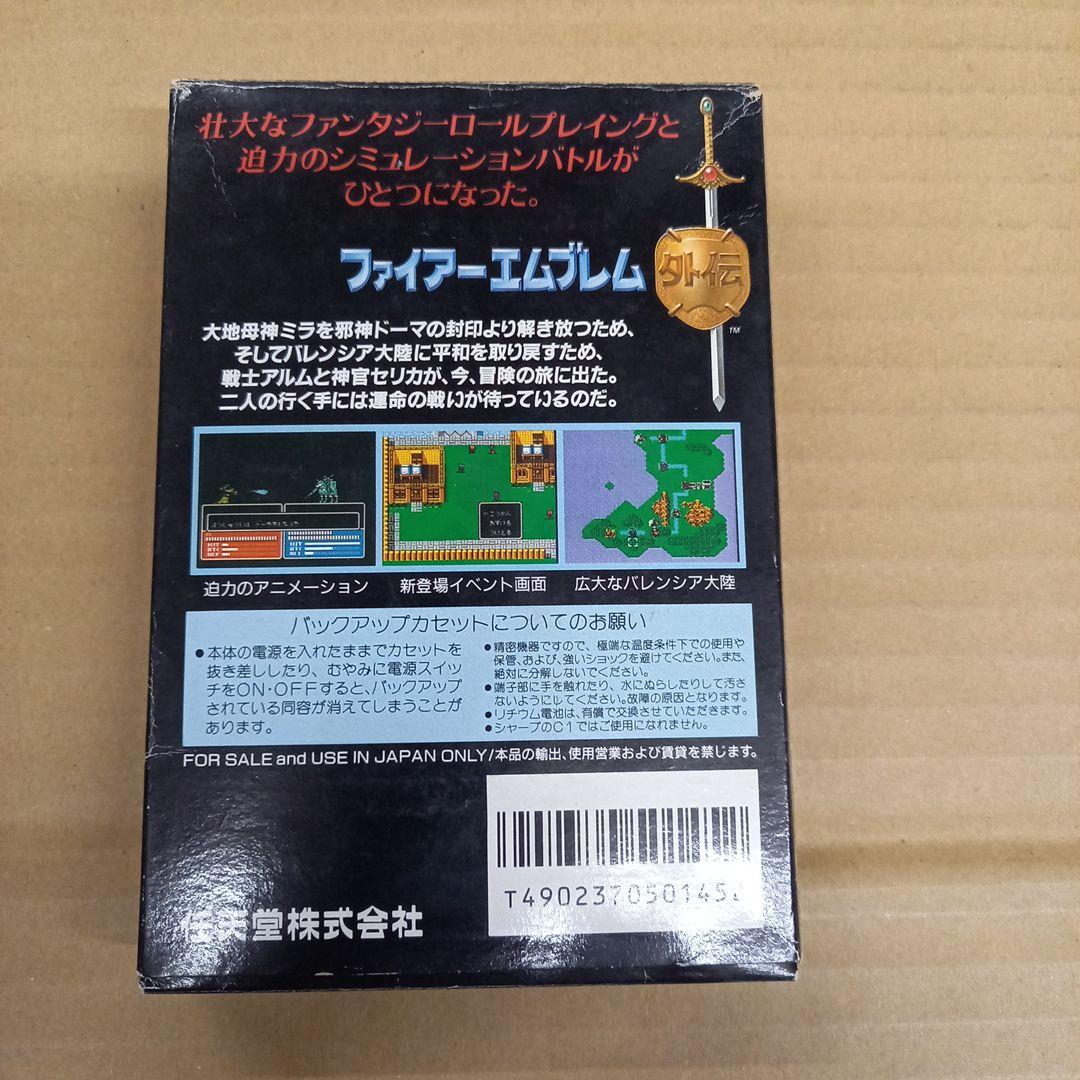 壮大なファンタジーロールプレイングと
迫力のシミュレーションバトルが
ひとつになった。
ファイアーエムブレム 外伝
TM
大地母神ミラを邪神ドーマの封印より解き放つため、
そしてバレンシア大陸に平和を取り戻すため、
戦士アルムと神官セリカが、今、冒険の旅に出た。
二人の行く手には運命の戦いが待っているのだ。
こうかん
HIT
HIT
迫力のアニメーション 新登場イベント画面 広大なバレンシア大陸
バックアップカセットについてのお願い
●本体の電源を入れたままでカセットを
抜き差ししたり、むやみに電源スイッ
チをON・OFFすると、バックアップ
されている同容が消えてしまうことが
あります。
●精密機器ですので、極端な温度条件下での使用や
保管、および、強いショックを避けてください。また、
絶対に分解しないでください。
●端子部に手を触れたり、水にぬらしたりして汚さ
ないようにしてください。故障の原因となります。
●リチウム電池は、有償で交換させていただきます。
●シャープのC1ではご使用になれません。
FOR SALE and USE IN JAPAN ONLY/本品の輸出、使用営業および賃貸を禁じます。
T4902370501452
任天堂株式会社